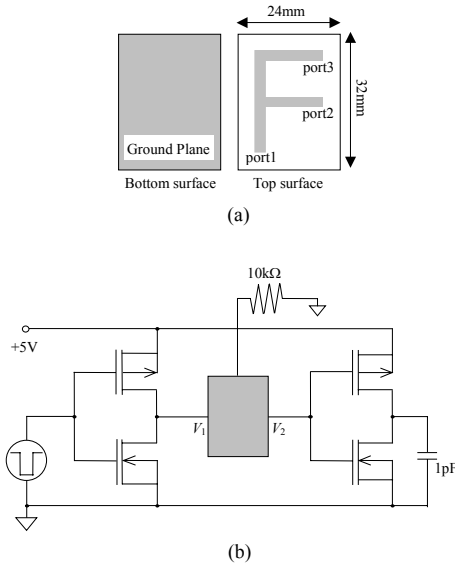 24mm
port3
port2
port1
32mm
Ground Plane
Bottom surface
Top surface
(a)
10kΩ
+5V
V1
V2
1pF
(b)